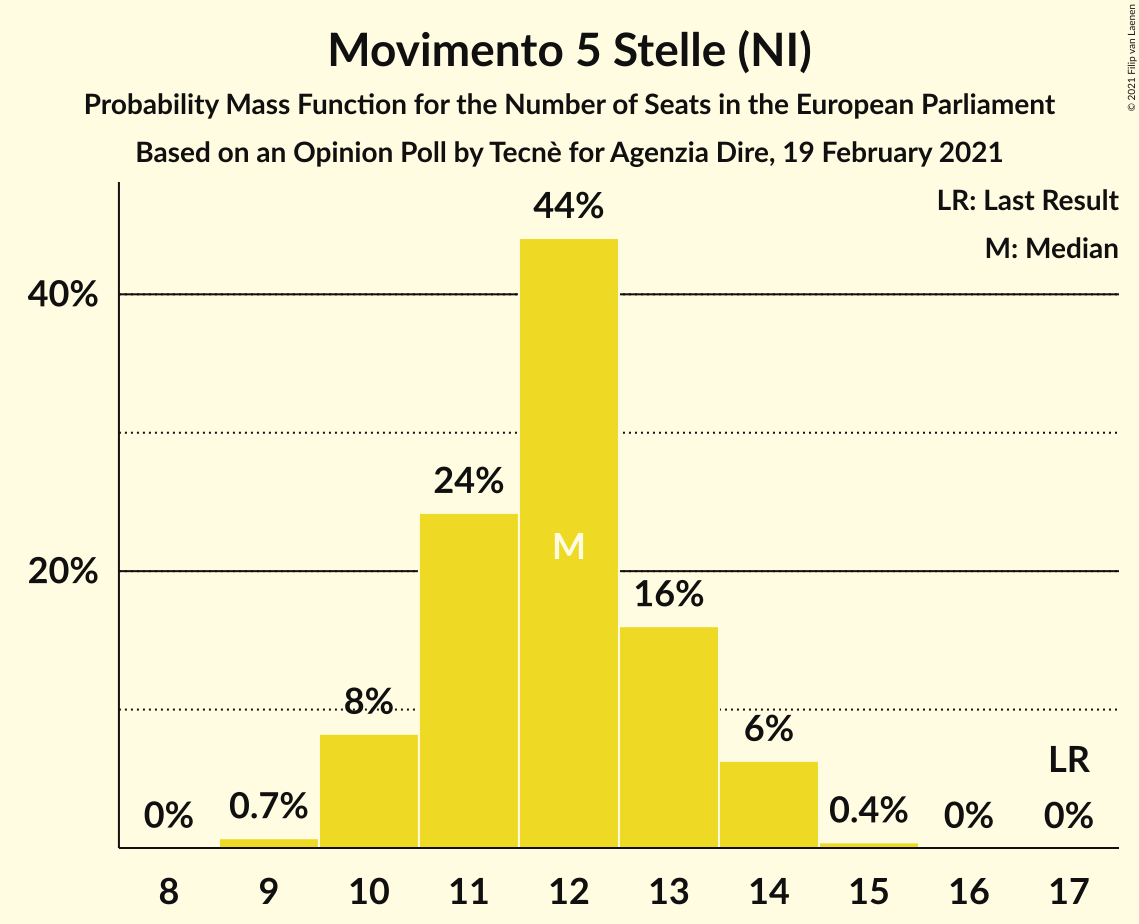 Movimento 5 Stelle (NI)
Probability Mass Function for the Number of Seats in the European Parliament
Based on an Opinion Poll by Tecnè for Agenzia Dire, 19 February 2021
© 2021 Filip van Laenen
LR: Last Result
M: Median
40%
20%
0%
0.7%
8%
24%
44%
M
16%
6%
0.4%
0%
LR
0%
8 9 10 11 12 13 14 15 16 17